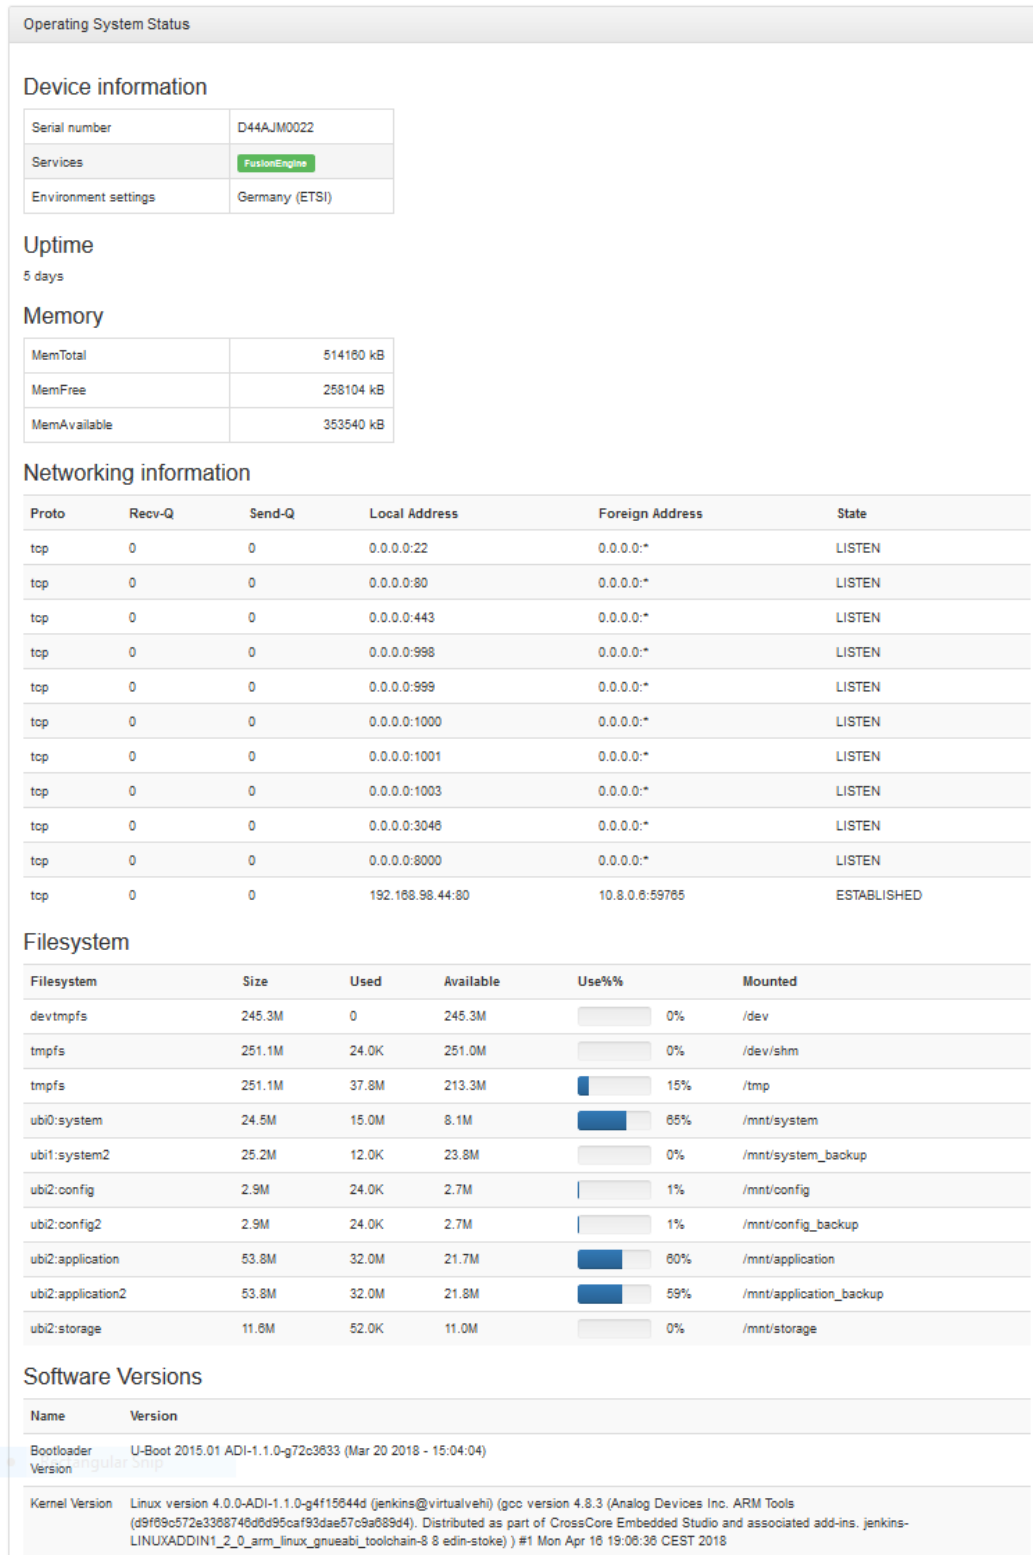 Operating System Status
Device information
Serial number D44AJM0022
Services FusionEngine
Environment settings Germany (ETSI)
Uptime
5 days
Memory
MemTotal 514160 kB
MemFree 258104 kB
MemAvailable 353540 kB
Networking information
Proto Recv-Q Send-Q Local Address Foreign Address State
tcp 0 0 0.0.0.0:22 0.0.0.0:* LISTEN
tcp 0 0 0.0.0.0:80 0.0.0.0:* LISTEN
tcp 0 0 0.0.0.0:443 0.0.0.0:* LISTEN
tcp 0 0 0.0.0.0:998 0.0.0.0:* LISTEN
tcp 0 0 0.0.0.0:999 0.0.0.0:* LISTEN
tcp 0 0 0.0.0.0:1000 0.0.0.0:* LISTEN
tcp 0 0 0.0.0.0:1001 0.0.0.0:* LISTEN
tcp 0 0 0.0.0.0:1003 0.0.0.0:* LISTEN
tcp 0 0 0.0.0.0:3046 0.0.0.0:* LISTEN
tcp 0 0 0.0.0.0:8000 0.0.0.0:* LISTEN
tcp 0 0 192.168.98.44:80 10.8.0.6:59765 ESTABLISHED
Filesystem
Filesystem Size Used Available Use%% Mounted
devtmpfs 245.3M 0 245.3M 0% /dev
tmpfs 251.1M 24.0K 251.0M 0% /dev/shm
tmpfs 251.1M 37.8M 213.3M 15% /tmp
ubi0:system 24.5M 15.0M 8.1M 65% /mnt/system
ubi1:system2 25.2M 12.0K 23.8M 0% /mnt/system_backup
ubi2:config 2.9M 24.0K 2.7M 1% /mnt/config
ubi2:config2 2.9M 24.0K 2.7M 1% /mnt/config_backup
ubi2:application 53.8M 32.0M 21.7M 60% /mnt/application
ubi2:application2 53.8M 32.0M 21.8M 59% /mnt/application_backup
ubi2:storage 11.6M 52.0K 11.0M 0% /mnt/storage
Software Versions
Name Version
Bootloader U-Boot 2015.01 ADI-1.1.0-g72c3633 (Mar 20 2018 - 15:04:04)
Version
Rectangular Snip
Kernel Version Linux version 4.0.0-ADI-1.1.0-g4f15644d (jenkins@virtualvehi) (gcc version 4.8.3 (Analog Devices Inc. ARM Tools
(d9f69c572e3368746d6d95caf93dae57c9a689d4). Distributed as part of CrossCore Embedded Studio and associated add-ins. jenkins-
LINUXADDIN1_2_0_arm_linux_gnueabi_toolchain-8 8 edin-stoke) ) #1 Mon Apr 16 19:06:36 CEST 2018